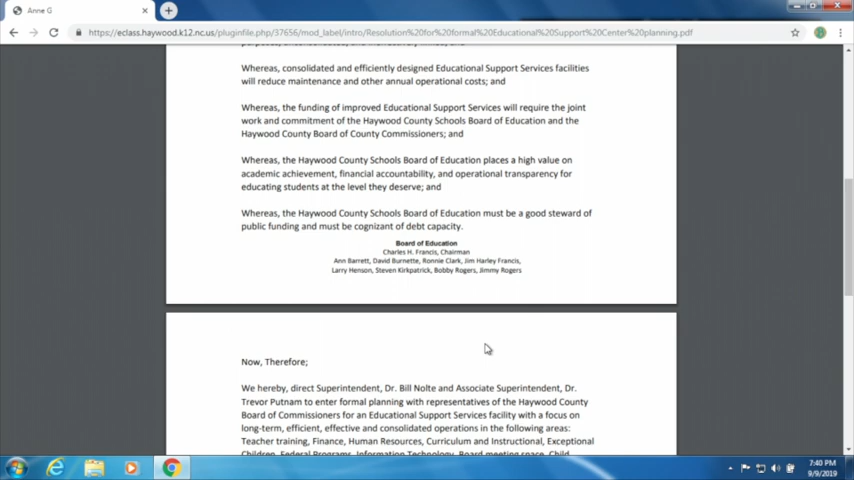 Anne G
https://eclass.haywood.k12.nc.us/pluginfile.php/37656/mod_label/intro/Resolution%20for%20formal%20Educational%20Support%20Center%20planning.pdf
Whereas, consolidated and efficiently designed Educational Support Services facilities
will reduce maintenance and other annual operational costs; and
Whereas, the funding of improved Educational Support Services will require the joint
work and commitment of the Haywood County Schools Board of Education and the
Haywood County Board of County Commissioners; and
Whereas, the Haywood County Schools Board of Education places a high value on
academic achievement, financial accountability, and operational transparency for
educating students at the level they deserve; and
Whereas, the Haywood County Schools Board of Education must be a good steward of
public funding and must be cognizant of debt capacity.
Board of Education
Charles H. Francis, Chairman
Ann Barrett, David Burnette, Ronnie Clark, Jim Harley Francis,
Larry Henson, Steven Kirkpatrick, Bobby Rogers, Jimmy Rogers
Now, Therefore;
We hereby, direct Superintendent, Dr. Bill Nolte and Associate Superintendent, Dr.
Trevor Putnam to enter formal planning with representatives of the Haywood County
Board of Commissioners for an Educational Support Services facility with a focus on
long-term, efficient, effective and consolidated operations in the following areas:
Teacher training, Finance, Human Resources, Curriculum and Instructional, Exceptional
Children, Federal Programs, Information Technology, Board meeting space, Child
7:40 PM
9/9/2019